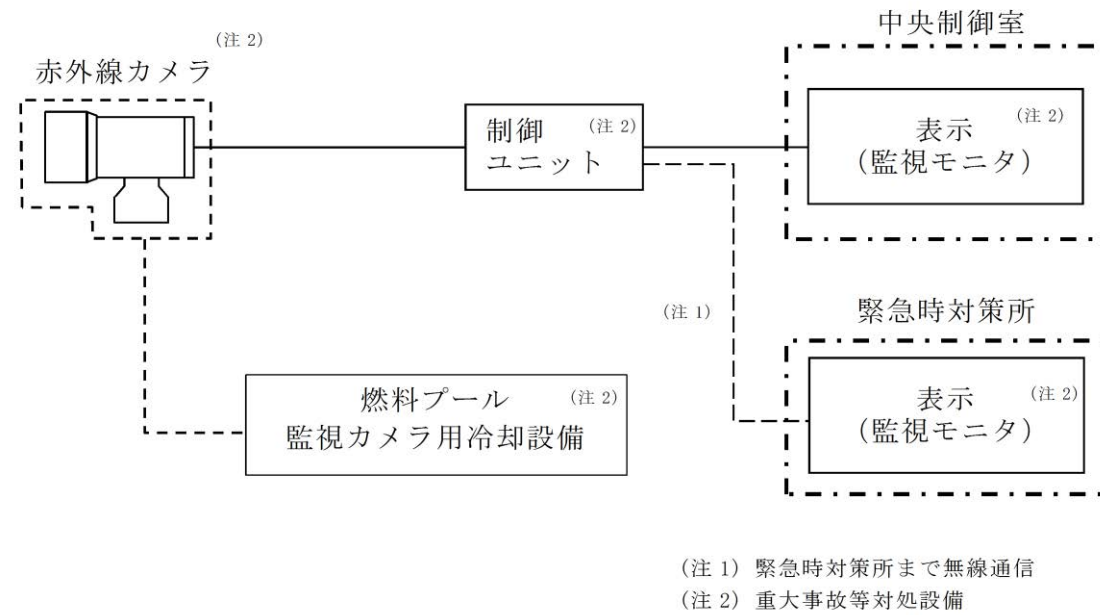 中央制御室
(注 2)
赤外線カメラ
制御 (注 2)
ユニット
表示 (注 2)
(監視モニタ)
(注 1)
緊急時対策所
燃料プール (注 2)
監視カメラ用冷却設備
表示 (注 2)
(監視モニタ)
(注 1) 緊急時対策所まで無線通信
(注 2) 重大事故等対処設備